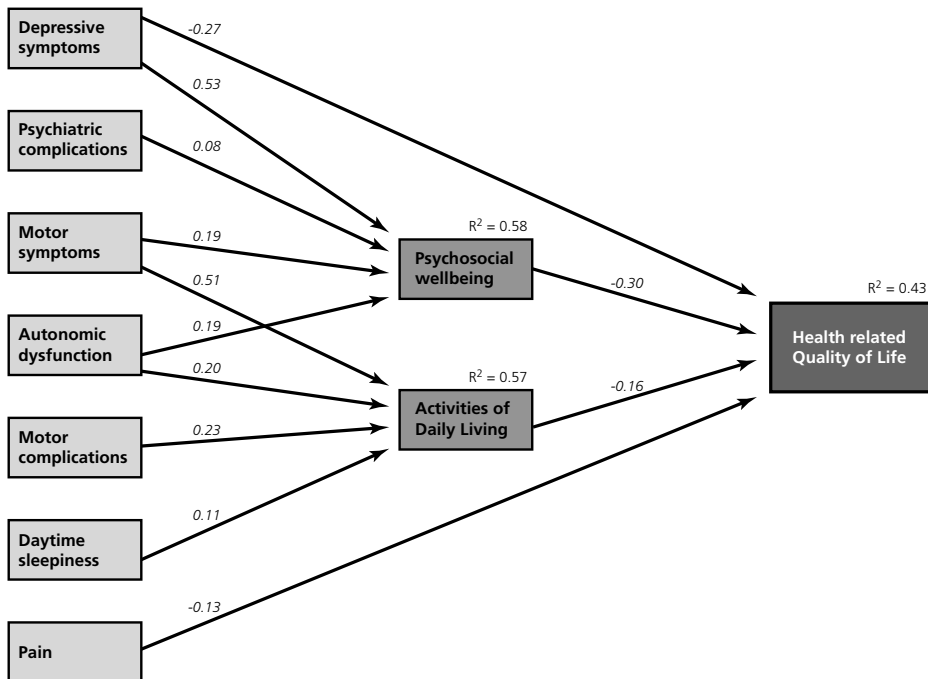 Depressive
symptoms
-0.27
0.53
Psychiatric
complications
0.08
Motor
symptoms
0.19
0.51
R² = 0.58
Psychosocial
wellbeing
-0.30
R² = 0.43
Health related
Quality of Life
Autonomic
dysfunction
0.19
0.20
R² = 0.57
Activities of
Daily Living
-0.16
Motor
complications
0.23
Daytime
sleepiness
0.11
-0.13
Pain